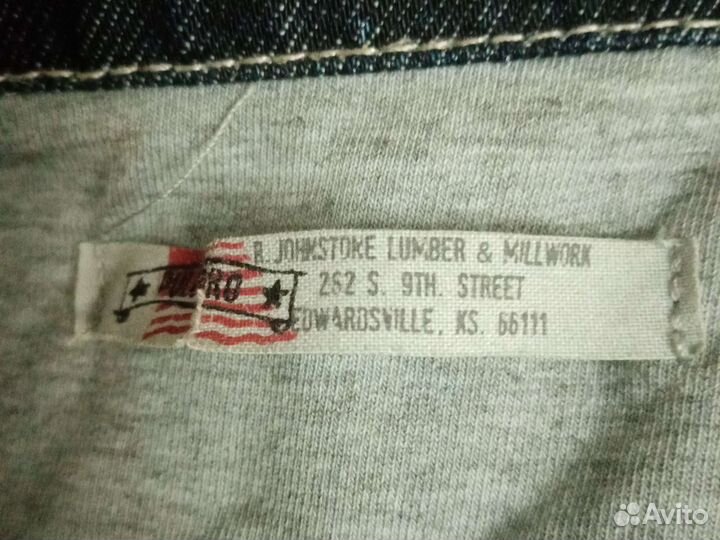 R. JOHNSTONE LUMBER & MILLWORK
262 S. 9TH. STREET
EDWARDSVILLE, KS. 66111
Avito